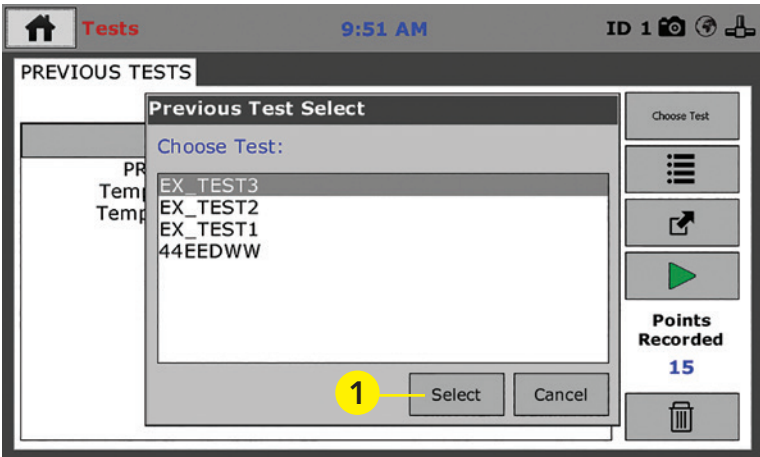 Tests 9:51 AM ID 1
PREVIOUS TESTS
Previous Test Select
Choose Test
Choose Test:
PR
EX_TEST3
Temp
EX_TEST2
Temp
EX_TEST1
44EEDWW
Points
Recorded
15
1
Select Cancel